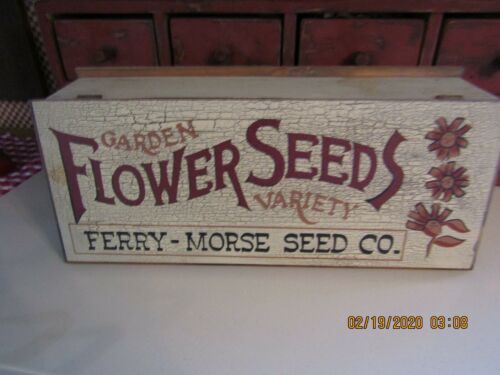 GARDEN
FLOWER SEEDS
VARIETY
FERRY-MORSE SEED CO.
02/19/2020 03:08